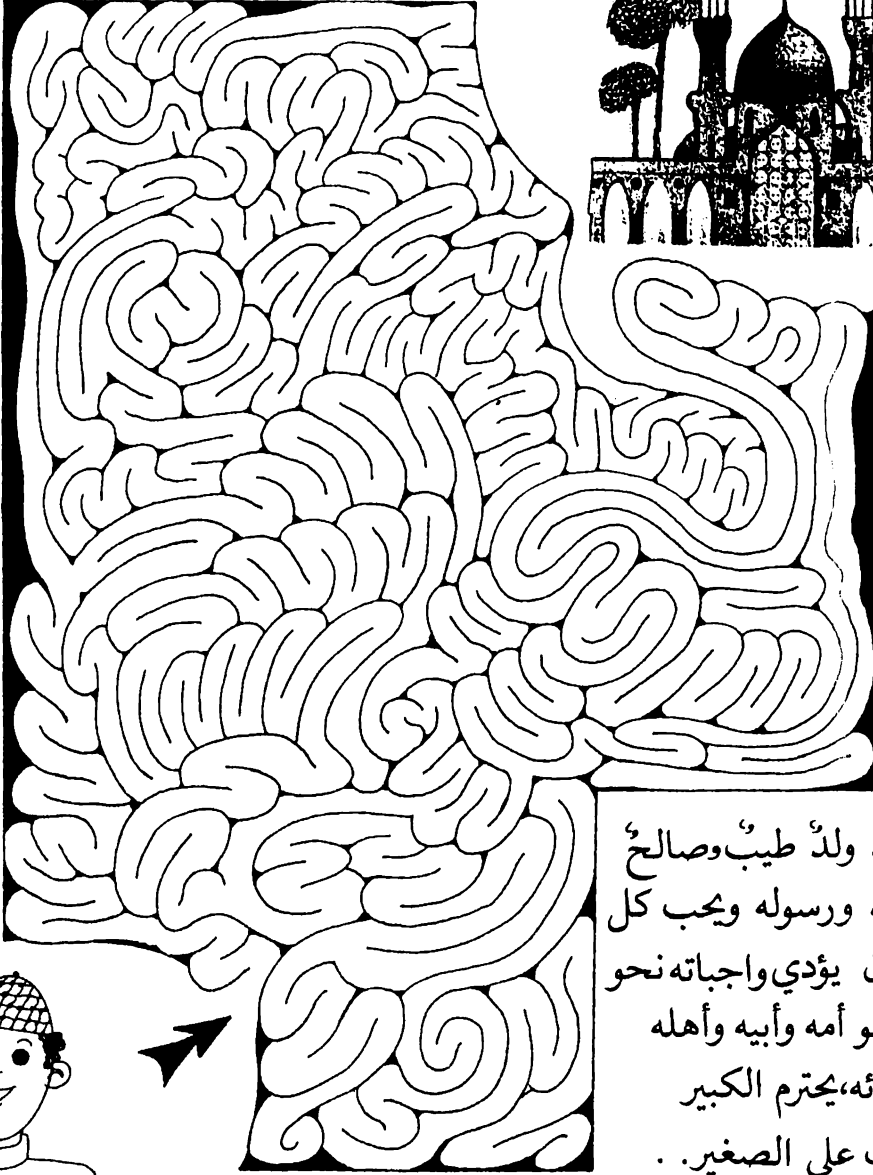 ولدٌ طيبٌ وصالحٌ
ورسوله ويحب كل
يؤدي واجباته نحو
أمه وأبيه وأهله
يحترم الكبير
على الصغير. .